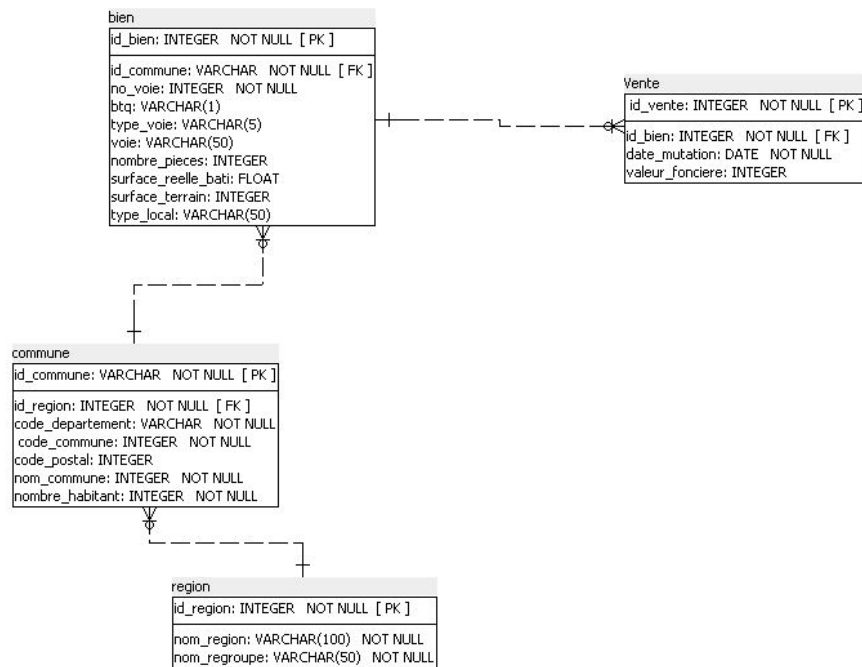 bien
id_bien: INTEGER NOT NULL [ PK ]
id_commune: VARCHAR NOT NULL [ FK ]
no_voie: INTEGER NOT NULL
btq: VARCHAR(1)
type_voie: VARCHAR(5)
voie: VARCHAR(50)
nombre_pieces: INTEGER
surface_reelle_bati: FLOAT
surface_terrain: INTEGER
type_local: VARCHAR(50)
Vente
id_vente: INTEGER NOT NULL [ PK ]
id_bien: INTEGER NOT NULL [ FK ]
date_mutation: DATE NOT NULL
valeur_fonciere: INTEGER
commune
id_commune: VARCHAR NOT NULL [ PK ]
id_region: INTEGER NOT NULL [ FK ]
code_departement: VARCHAR NOT NULL
code_commune: INTEGER NOT NULL
code_postal: INTEGER
nom_commune: INTEGER NOT NULL
nombre_habitant: INTEGER NOT NULL
region
id_region: INTEGER NOT NULL [ PK ]
nom_region: VARCHAR(100) NOT NULL
nom_regroupe: VARCHAR(50) NOT NULL